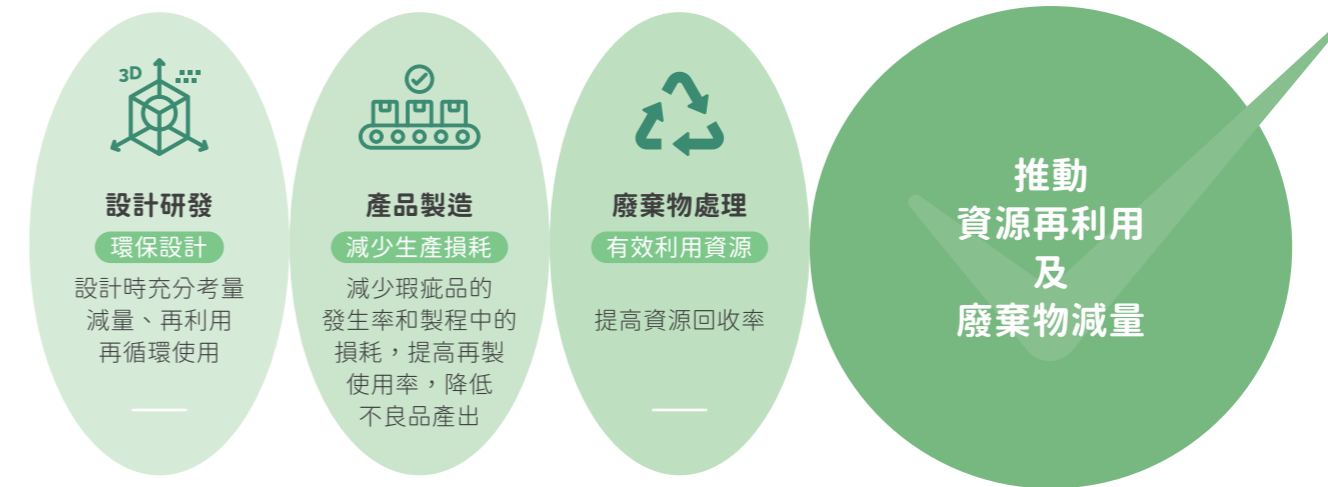 3D
設計研發
環保設計
設計時充分考量
減量、再利用
再循環使用
產品製造
減少生產損耗
減少瑕疵品的
發生率和製程中的
損耗，提高再製
使用率，降低
不良品產出
廢棄物處理
有效利用資源
提高資源回收率
推動
資源再利用
及
廢棄物減量